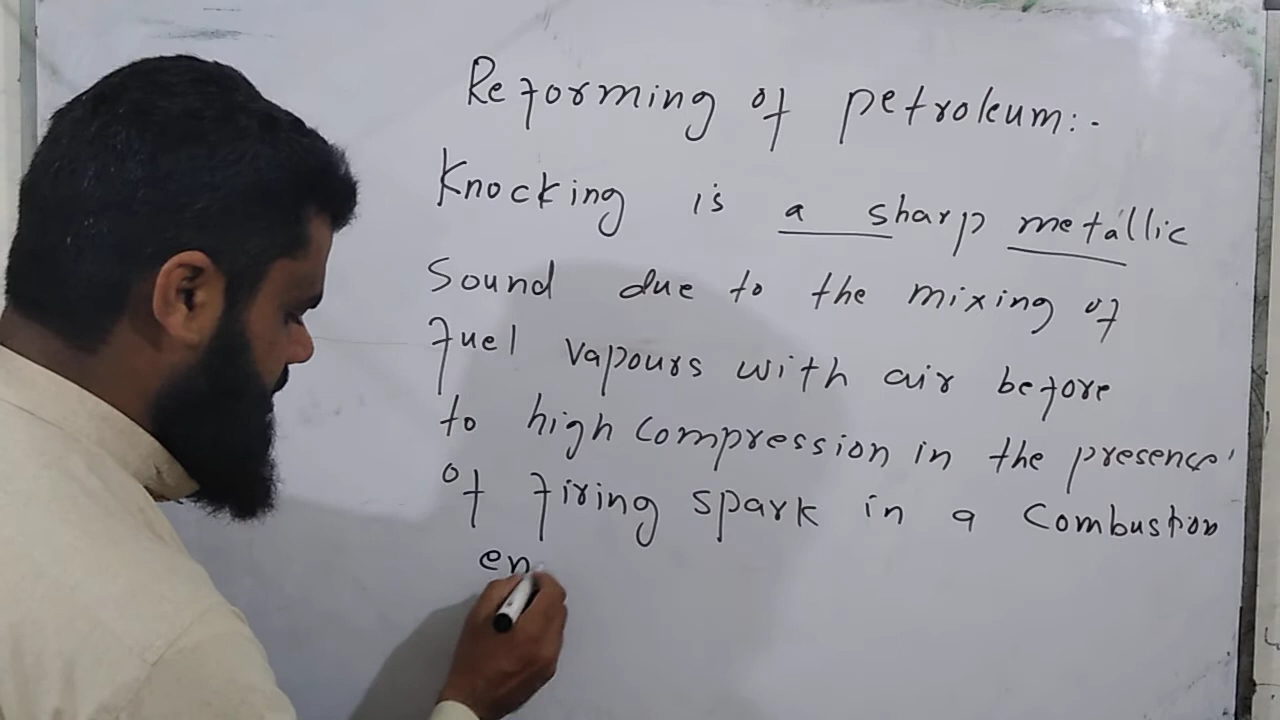 Reforming of petroleum:-
Knocking is a sharp metallic
Sound due to the mixing of
fuel vapours with air before
to high compression in the presence
of firing spark in a Combustion
en